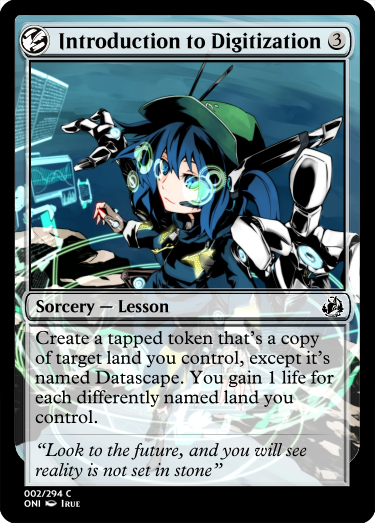 Introduction to Digitization 3
Sorcery — Lesson
Create a tapped token that's a copy
of target land you control, except it's
named Datascape. You gain 1 life for
each differently named land you
control.
“Look to the future, and you will see
reality is not set in stone”
002/294 C
ONI IRUE